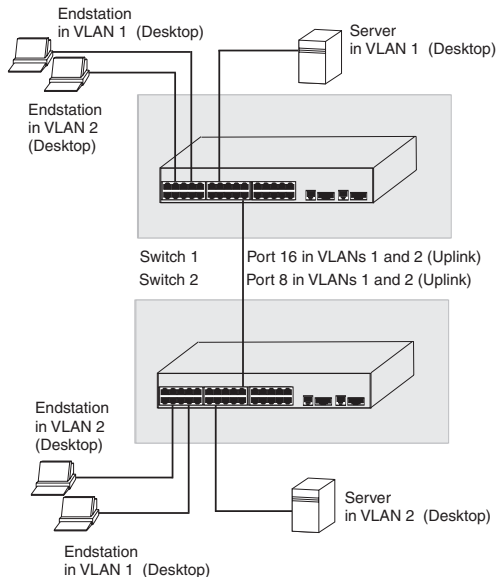 Endstation
in VLAN 1 (Desktop)
Server
in VLAN 1 (Desktop)
Endstation
in VLAN 2
(Desktop)
Switch 1 Port 16 in VLANs 1 and 2 (Uplink)
Switch 2 Port 8 in VLANs 1 and 2 (Uplink)
Endstation
in VLAN 2
(Desktop)
Server
in VLAN 2 (Desktop)
Endstation
in VLAN 1 (Desktop)